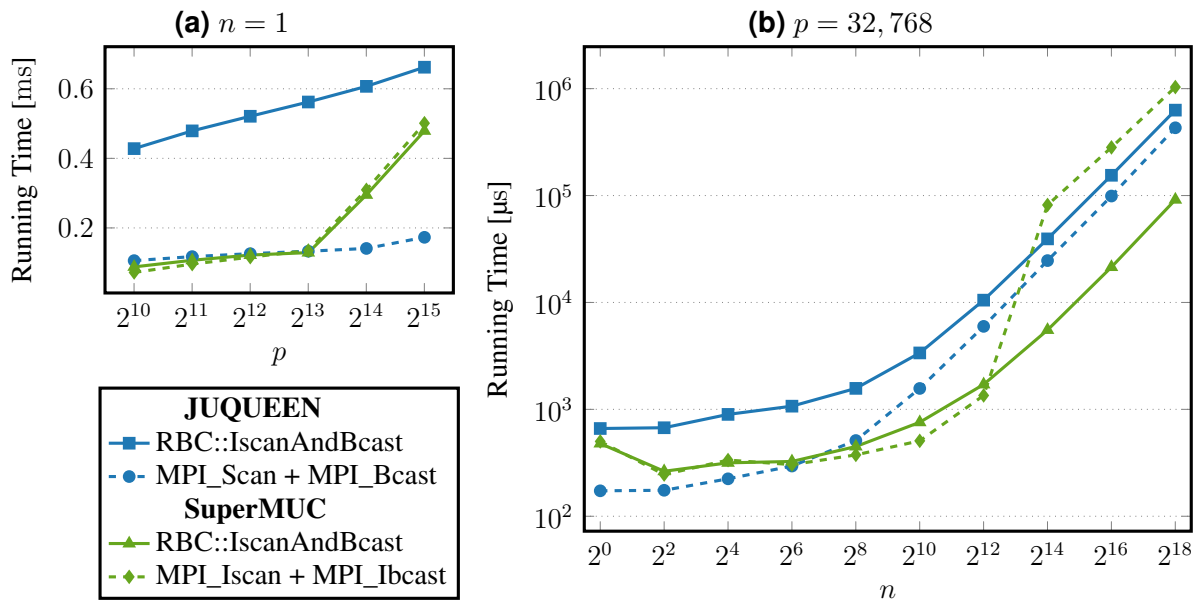 (a) n = 1
Running Time [ms]
0.6
0.4
0.2
2^10 2^11 2^12 2^13 2^14 2^15
p
JUQUEEN
RBC::IscanAndBcast
MPI_Scan + MPI_Bcast
SuperMUC
RBC::IscanAndBcast
MPI_Iscan + MPI_Ibcast
(b) p = 32,768
Running Time [µs]
10^6
10^5
10^4
10^3
10^2
2^0 2^2 2^4 2^6 2^8 2^10 2^12 2^14 2^16 2^18
n